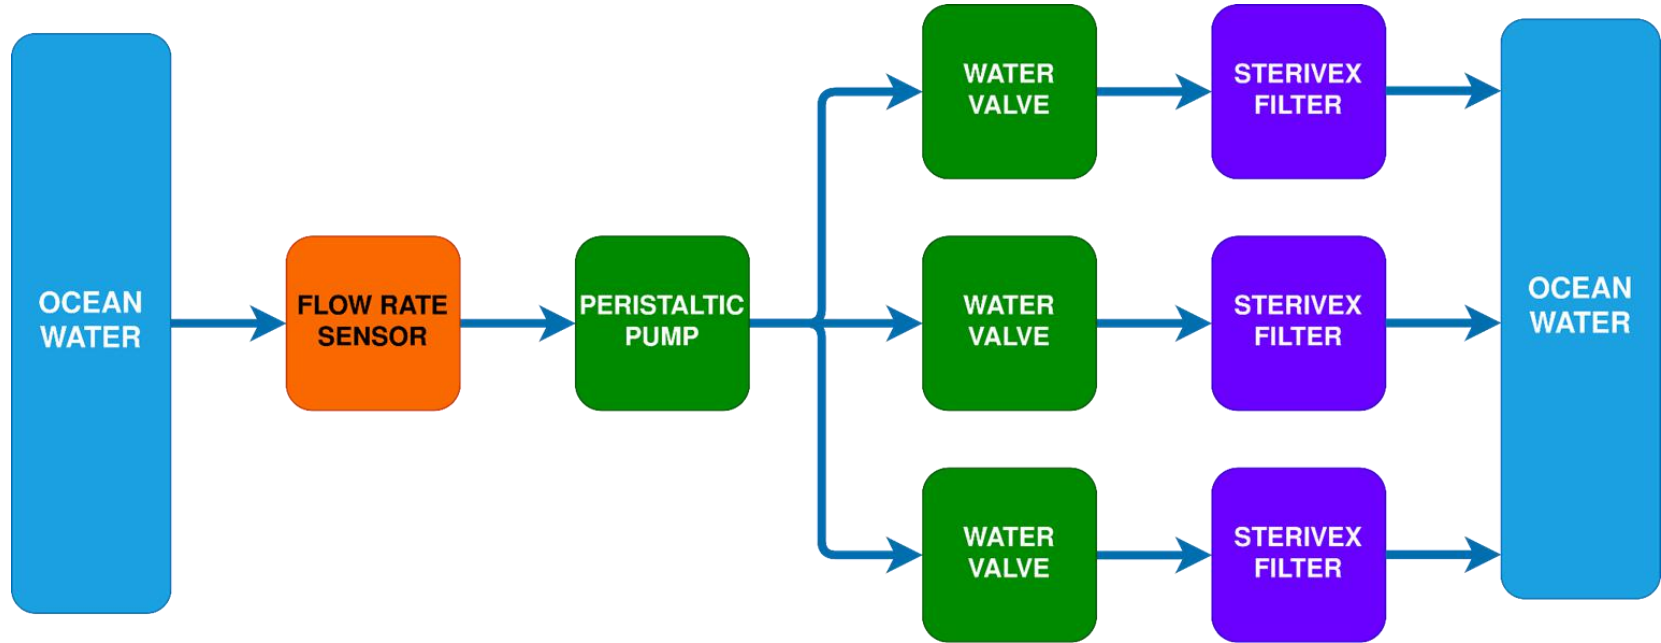 OCEAN
WATER
FLOW RATE
SENSOR
PERISTALTIC
PUMP
WATER
VALVE
STERIVEX
FILTER
WATER
VALVE
STERIVEX
FILTER
WATER
VALVE
STERIVEX
FILTER
OCEAN
WATER